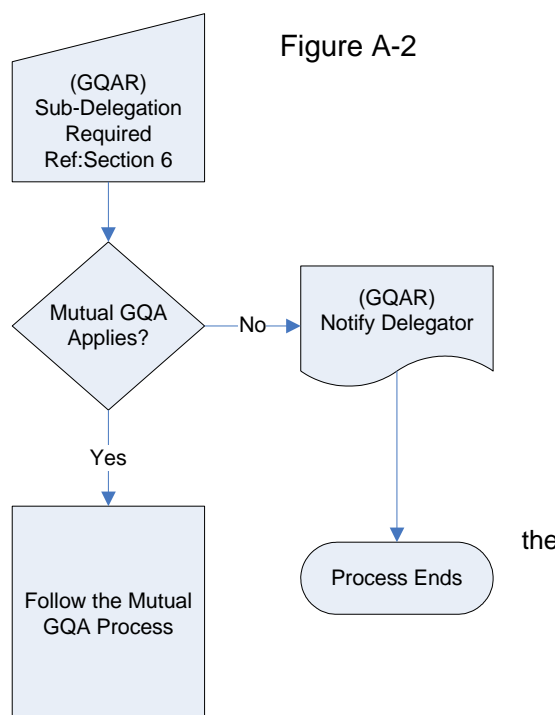 Figure A-2
(GQAR)
Sub-Delegation
Required
Ref:Section 6
Mutual GQA
Applies?
No
(GQAR)
Notify Delegator
Yes
the
Process Ends
Follow the Mutual
GQA Process